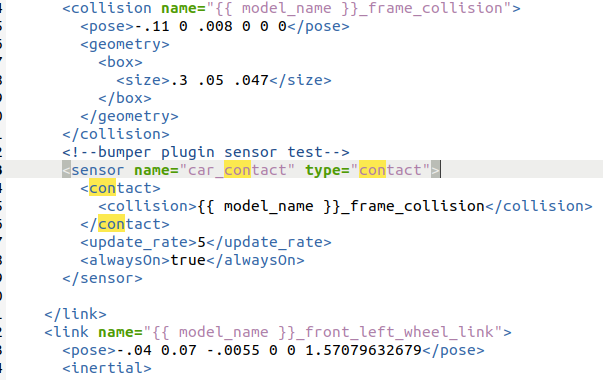 <collision name="{{ model_name }}_frame_collision">
<pose>-.11 0 .008 0 0 0</pose>
<geometry>
<box>
<size>.3 .05 .047</size>
</box>
</geometry>
</collision>
<!--bumper plugin sensor test-->
<sensor name="car_contact" type="contact">
<contact>
<collision>{{ model_name }}_frame_collision</collision>
</contact>
<update_rate>5</update_rate>
<alwaysOn>true</alwaysOn>
</sensor>
</link>
<link name="{{ model_name }}_front_left_wheel_link">
<pose>-.04 0.07 -.0055 0 0 1.57079632679</pose>
<inertial>